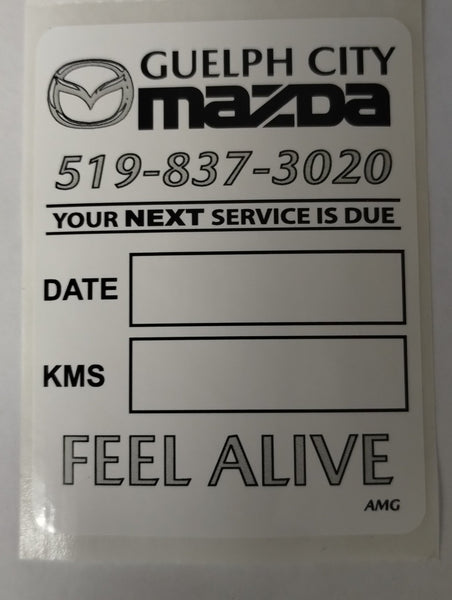 GUELPH CITY
mazDa
519-837-3020
YOUR NEXT SERVICE IS DUE
DATE
KMS
FEEL ALIVE
AMG